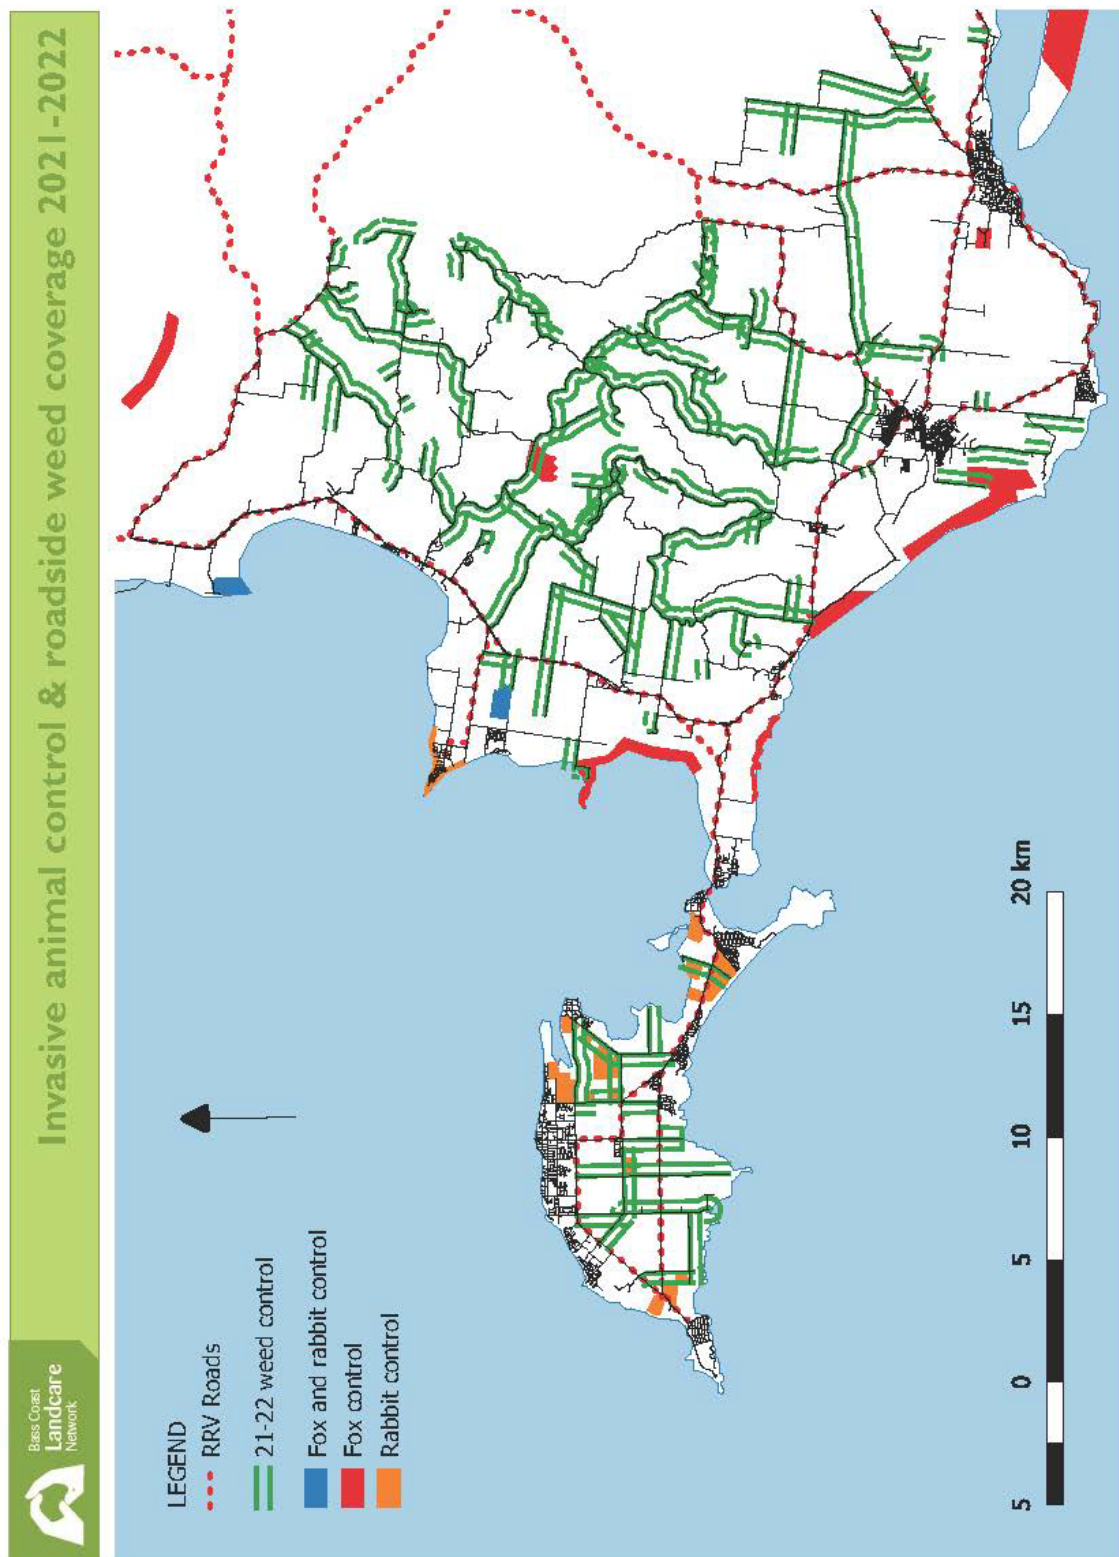 Bass Coast
Landcare
Network
Invasive animal control & roadside weed coverage 2021-2022
LEGEND
RRV Roads
21-22 weed control
Fox and rabbit control
Fox control
Rabbit control
5 0 5 10 15 20 km